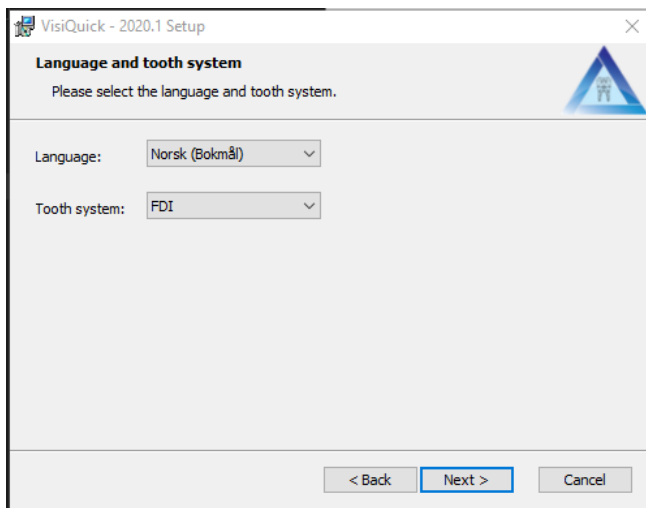 VisiQuick - 2020.1 Setup
Language and tooth system
Please select the language and tooth system.
Language: Norsk (Bokmål)
Tooth system: FDI
< Back Next > Cancel